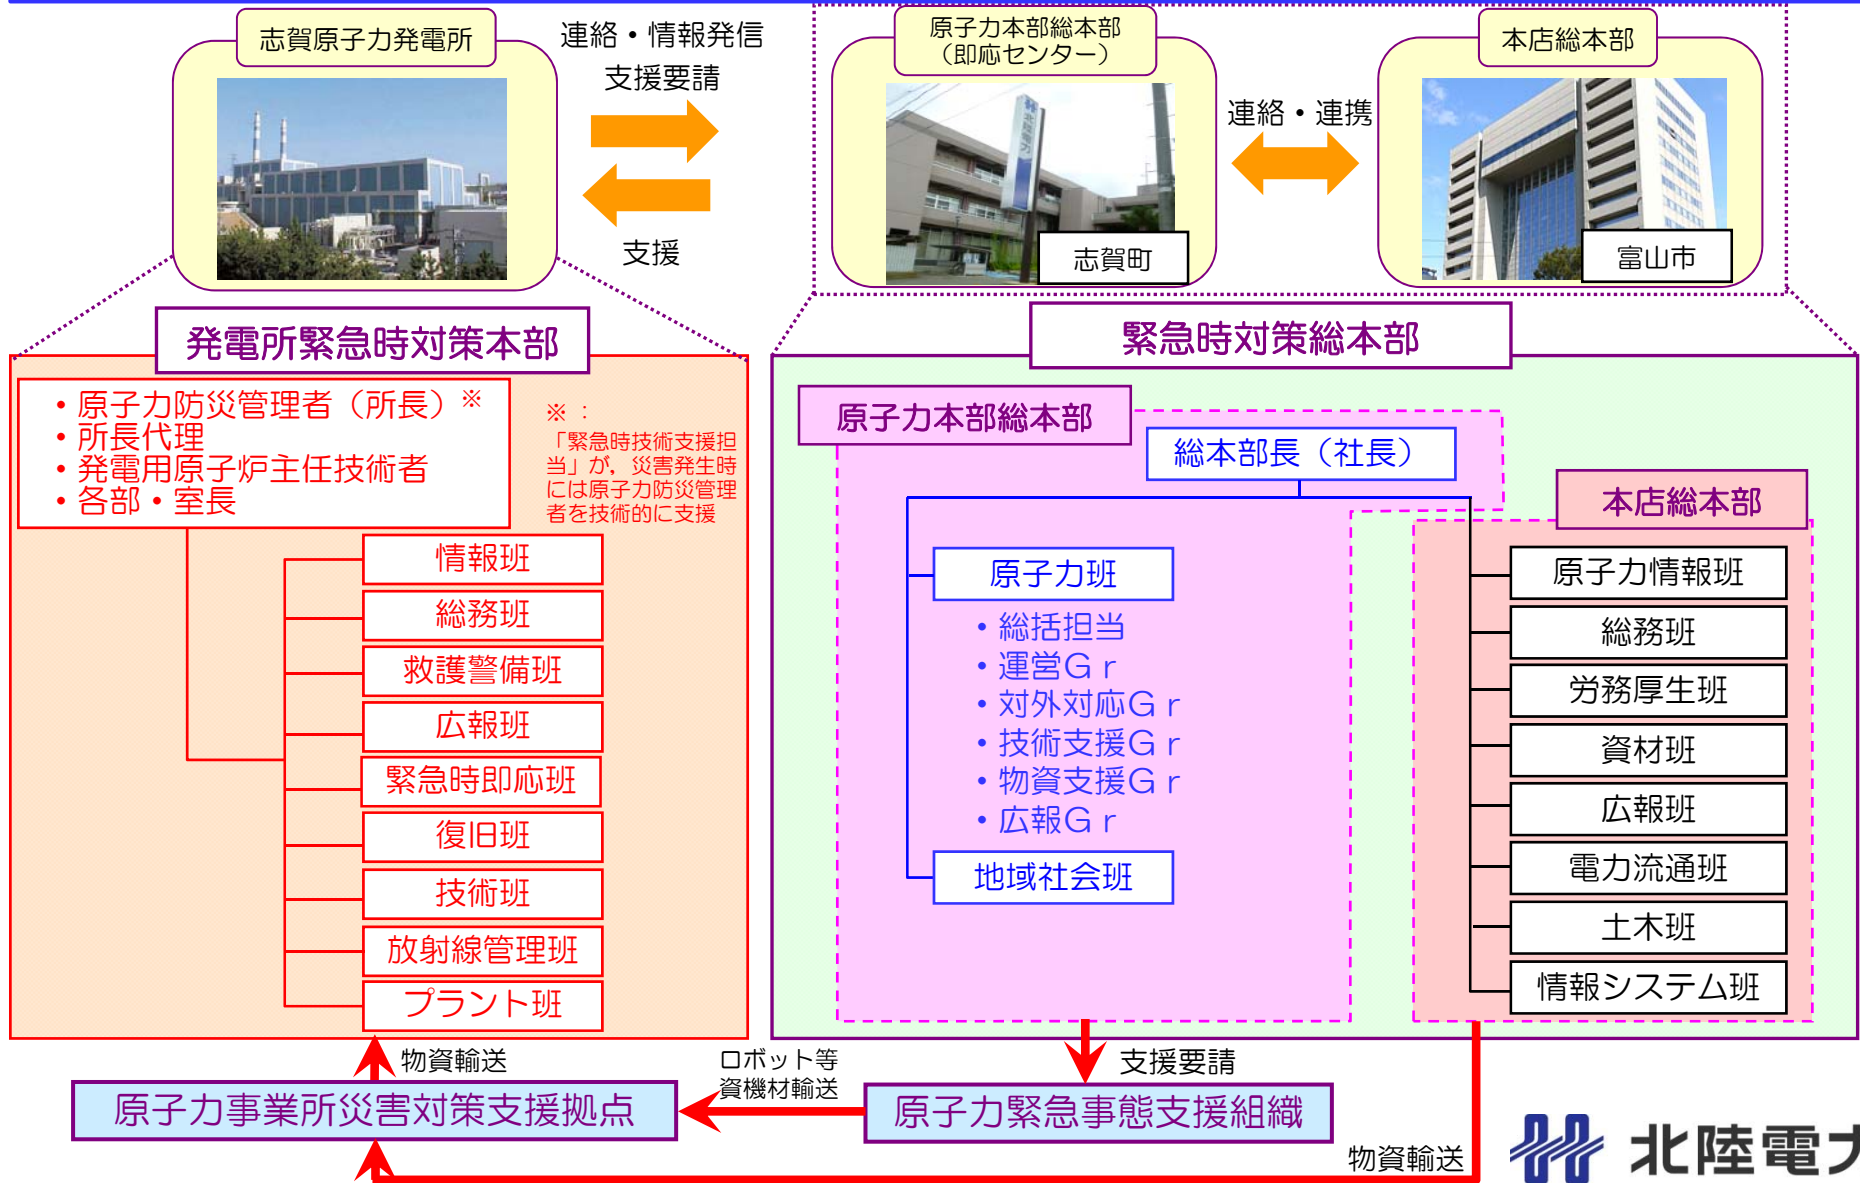 志賀原子力発電所
連絡・情報発信
支援要請
支援
原子力本部総本部
（即応センター）
北陸電力
志賀町
連絡・連携
本店総本部
富山市
発電所緊急時対策本部
・原子力防災管理者（所長）※
・所長代理
・発電用原子炉主任技術者
・各部・室長
※：
「緊急時技術支援担
当」が，災害発生時
には原子力防災管理
者を技術的に支援
情報班
総務班
救護警備班
広報班
緊急時即応班
復旧班
技術班
放射線管理班
プラント班
緊急時対策総本部
原子力本部総本部
総本部長（社長）
原子力班
・総括担当
・運営Ｇｒ
・対外対応Ｇｒ
・技術支援Ｇｒ
・物資支援Ｇｒ
・広報Ｇｒ
地域社会班
本店総本部
原子力情報班
総務班
労務厚生班
資材班
広報班
電力流通班
土木班
情報システム班
物資輸送
ロボット等
資機材輸送
支援要請
原子力事業所災害対策支援拠点
原子力緊急事態支援組織
物資輸送
北陸電力